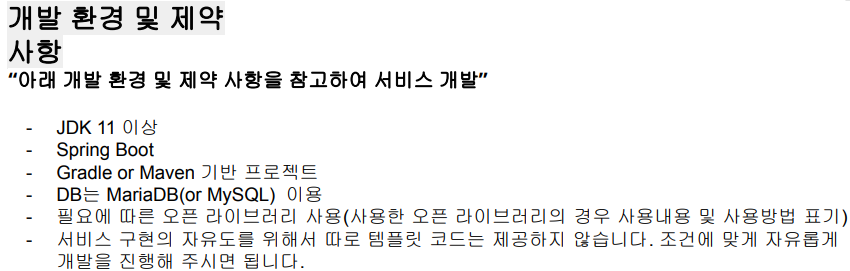 개발 환경 및 제약
사항
“아래 개발 환경 및 제약 사항을 참고하여 서비스 개발”
- JDK 11 이상
- Spring Boot
- Gradle or Maven 기반 프로젝트
- DB는 MariaDB(or MySQL) 이용
- 필요에 따른 오픈 라이브러리 사용(사용한 오픈 라이브러리의 경우 사용내용 및 사용방법 표기)
- 서비스 구현의 자유도를 위해서 따로 템플릿 코드는 제공하지 않습니다. 조건에 맞게 자유롭게
개발을 진행해 주시면 됩니다.